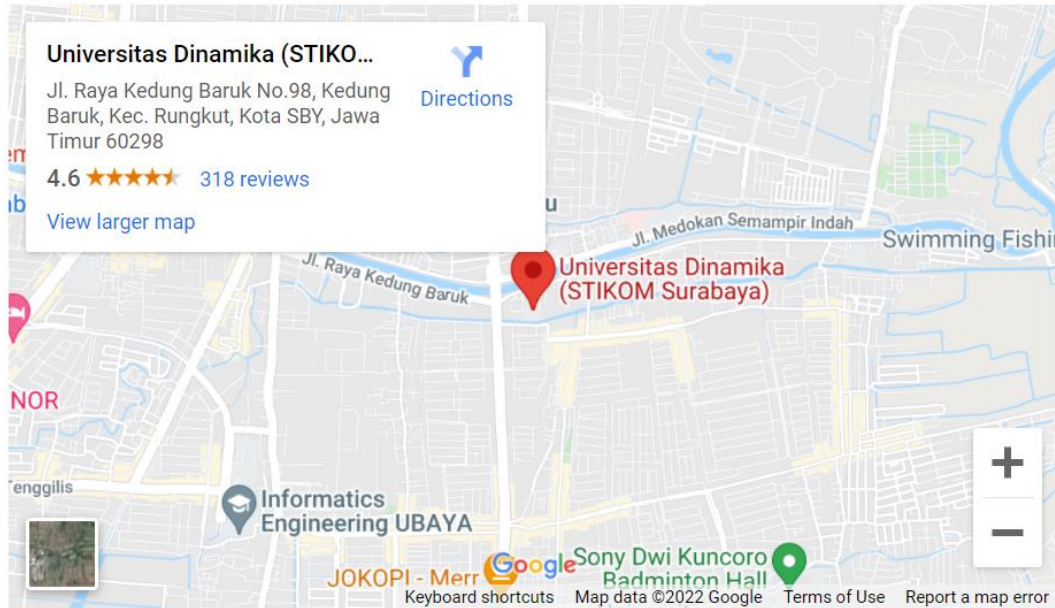 Universitas Dinamika (STIKO...
Jl. Raya Kedung Baruk No.98, Kedung
Baruk, Kec. Rungkut, Kota SBY, Jawa
Timur 60298
4.6
318 reviews
View larger map
Directions
Jl. Medokan Semampir Indah
Swimming Fishi
Jl. Raya Kedung Baruk
Universitas Dinamika
(STIKOM Surabaya)
NOR
Tenggilis
Informatics
Engineering UBAYA
JOKOPI - Merr
Google
Sony Dwi Kuncoro
Badminton Hall
Keyboard shortcuts
Map data ©2022 Google
Terms of Use
Report a map error